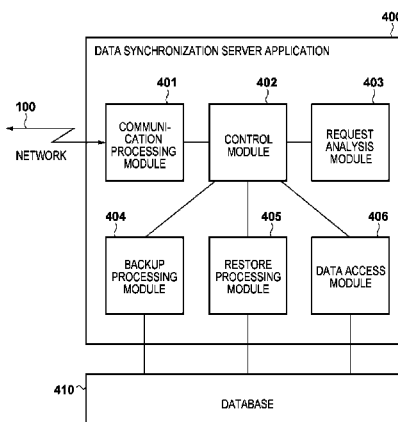 400
DATA SYNCHRONIZATION SERVER APPLICATION
401
402
403
100
COMMUNI-
CATION
PROCESSING
MODULE
CONTROL
MODULE
REQUEST
ANALYSIS
MODULE
NETWORK
404
405
406
BACKUP
PROCESSING
MODULE
RESTORE
PROCESSING
MODULE
DATA ACCESS
MODULE
410
DATABASE